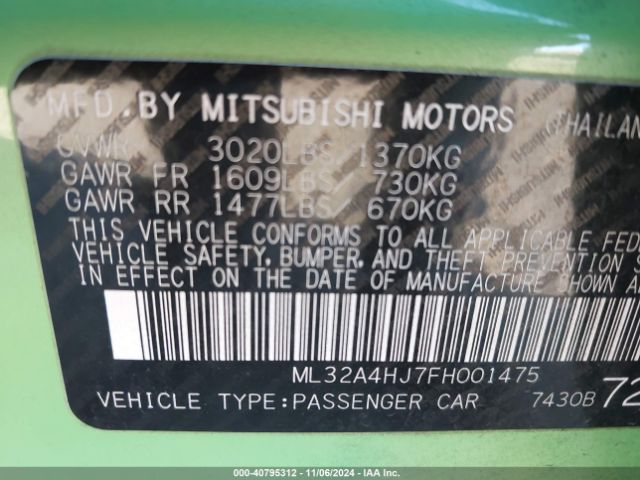 MFD. BY MITSUBISHI MOTORS (THAILAN
GVWR 3020LBS/1370KG
GAWR FR 1609LBS/ 730KG
GAWR RR 1477LBS/ 670KG
THIS VEHICLE CONFORMS TO ALL APPLICABLE FED
VEHICLE SAFETY, BUMPER, AND THEFT PREVENTION S
IN EFFECT ON THE DATE OF MANUFACTURE SHOWN A
ML32A4HJ7FH001475
VEHICLE TYPE:PASSENGER CAR 7430B 72
000-40795312 - 11/06/2024 - IAA Inc.